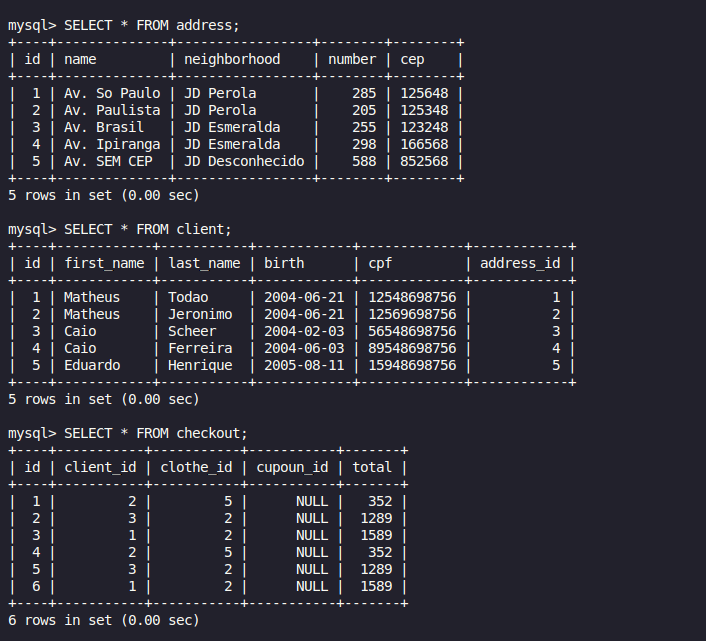 mysql> SELECT * FROM address;
+----+--------------+-----------------+--------+--------+
| id | name         | neighborhood    | number | cep    |
+----+--------------+-----------------+--------+--------+
|  1 | Av. So Paulo | JD Perola       |    285 | 125648 |
|  2 | Av. Paulista | JD Perola       |    205 | 125348 |
|  3 | Av. Brasil   | JD Esmeralda    |    255 | 123248 |
|  4 | Av. Ipiranga | JD Esmeralda    |    298 | 166568 |
|  5 | Av. SEM CEP  | JD Desconhecido |    588 | 852568 |
+----+--------------+-----------------+--------+--------+
5 rows in set (0.00 sec)
mysql> SELECT * FROM client;
+----+------------+-----------+------------+-------------+------------+
| id | first_name | last_name | birth      | cpf         | address_id |
+----+------------+-----------+------------+-------------+------------+
|  1 | Matheus    | Todao     | 2004-06-21 | 12548698756 |          1 |
|  2 | Matheus    | Jeronimo  | 2004-06-21 | 12569698756 |          2 |
|  3 | Caio       | Scheer    | 2004-02-03 | 56548698756 |          3 |
|  4 | Caio       | Ferreira  | 2004-06-03 | 89548698756 |          4 |
|  5 | Eduardo    | Henrique  | 2005-08-11 | 15948698756 |          5 |
+----+------------+-----------+------------+-------------+------------+
5 rows in set (0.00 sec)
mysql> SELECT * FROM checkout;
+----+-----------+-----------+-----------+-------+
| id | client_id | clothe_id | cupoun_id | total |
+----+-----------+-----------+-----------+-------+
|  1 |         2 |         5 |      NULL |   352 |
|  2 |         3 |         2 |      NULL |  1289 |
|  3 |         1 |         2 |      NULL |  1589 |
|  4 |         2 |         5 |      NULL |   352 |
|  5 |         3 |         2 |      NULL |  1289 |
|  6 |         1 |         2 |      NULL |  1589 |
+----+-----------+-----------+-----------+-------+
6 rows in set (0.00 sec)